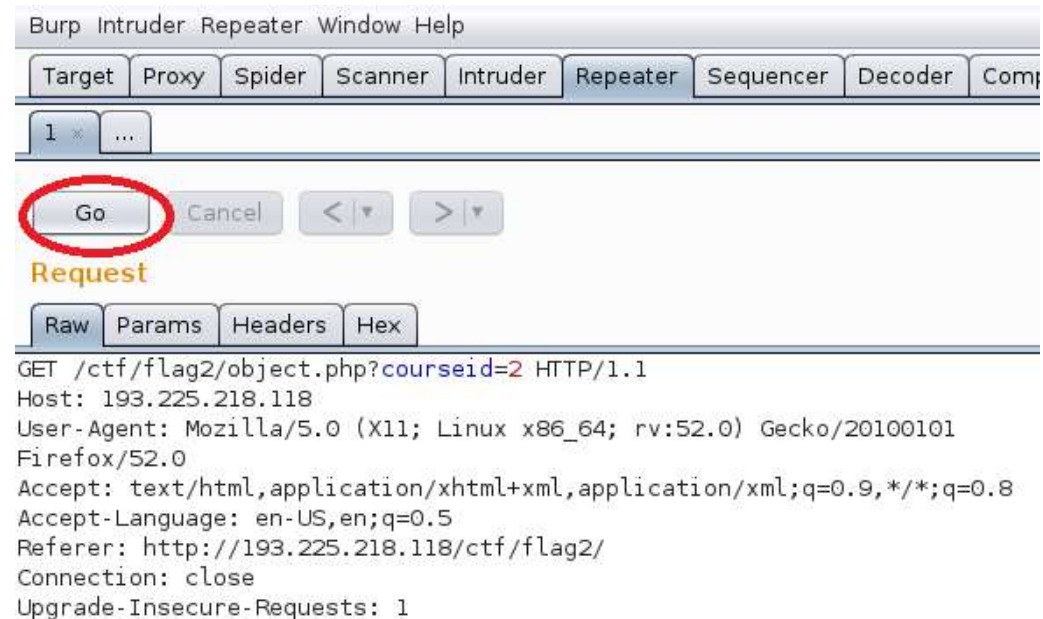 Burp Intruder Repeater Window Help
Target Proxy Spider Scanner Intruder Repeater Sequencer Decoder Comp
1 × ...
Go Cancel < >
Request
Raw Params Headers Hex
GET /ctf/flag2/object.php?courseid=2 HTTP/1.1
Host: 193.225.218.118
User-Agent: Mozilla/5.0 (X11; Linux x86_64; rv:52.0) Gecko/20100101
Firefox/52.0
Accept: text/html,application/xhtml+xml,application/xml;q=0.9,*/*;q=0.8
Accept-Language: en-US,en;q=0.5
Referer: http://193.225.218.118/ctf/flag2/
Connection: close
Upgrade-Insecure-Requests: 1